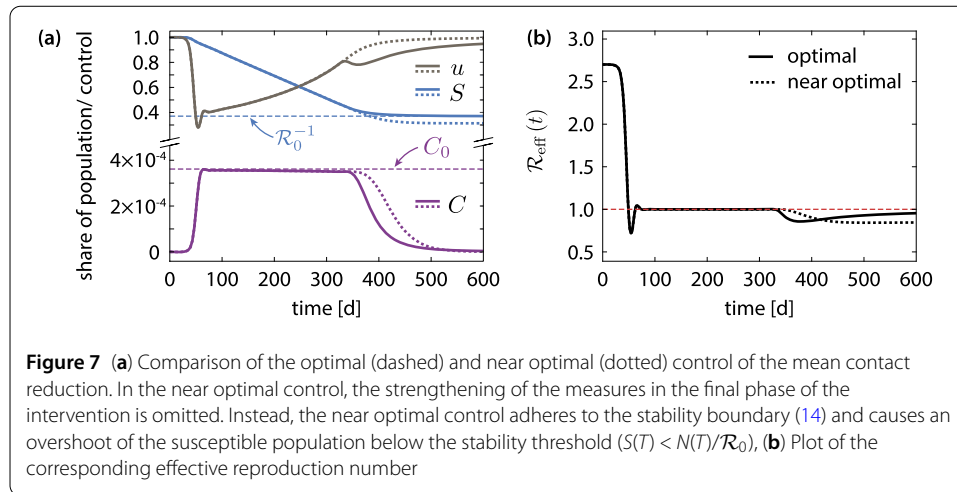 (a)
share of population/ control
1.0
0.8
0.6
0.4
4×10⁻⁴
2×10⁻⁴
0
u
S
R₀⁻¹
C₀
C
0 100 200 300 400 500 600
time [d]
(b)
R_eff (t)
3.0
2.5
2.0
1.5
1.0
0.5
optimal
near optimal
0 100 200 300 400 500 600
time [d]
Figure 7 (a) Comparison of the optimal (dashed) and near optimal (dotted) control of the mean contact
reduction. In the near optimal control, the strengthening of the measures in the final phase of the
intervention is omitted. Instead, the near optimal control adheres to the stability boundary (14) and causes an
overshoot of the susceptible population below the stability threshold (S(T) < N(T)/R₀), (b) Plot of the
corresponding effective reproduction number